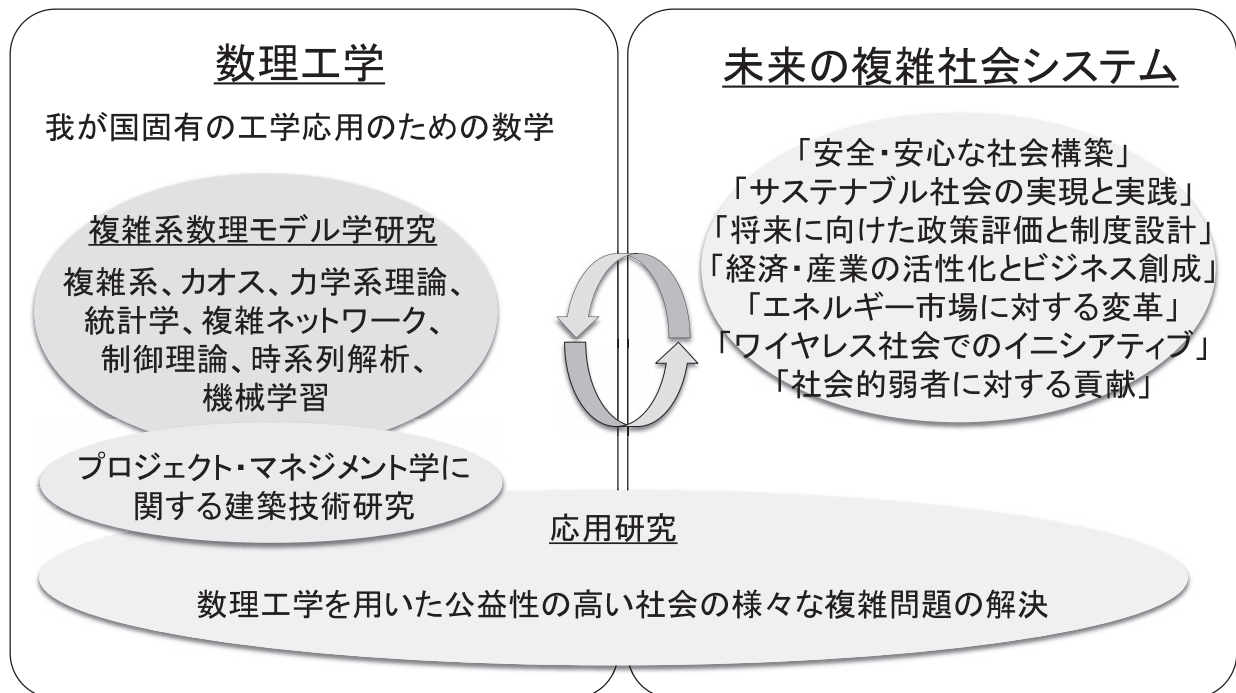 数理工学
我が国固有の工学応用のための数学
複雑系数理モデル学研究
複雑系、カオス、力学系理論、
統計学、複雑ネットワーク、
制御理論、時系列解析、
機械学習
プロジェクト・マネジメント学に
関する建築技術研究
未来の複雑社会システム
「安全・安心な社会構築」
「サステナブル社会の実現と実践」
「将来に向けた政策評価と制度設計」
「経済・産業の活性化とビジネス創成」
「エネルギー市場に対する変革」
「ワイヤレス社会でのイニシアティブ」
「社会的弱者に対する貢献」
応用研究
数理工学を用いた公益性の高い社会の様々な複雑問題の解決